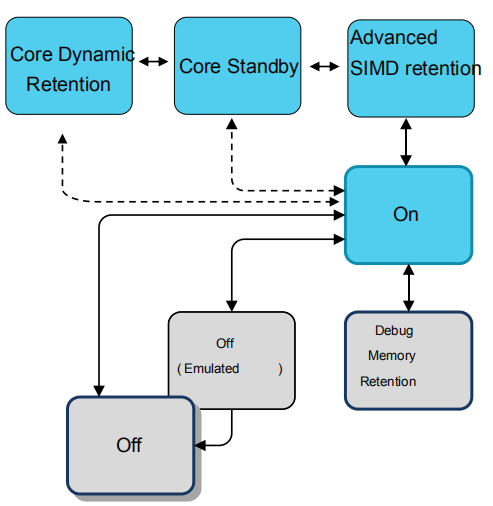 Core Dynamic
Retention
Core Standby
Advanced
SIMD retention
On
Debug
Memory
Retention
Off
( Emulated )
Off